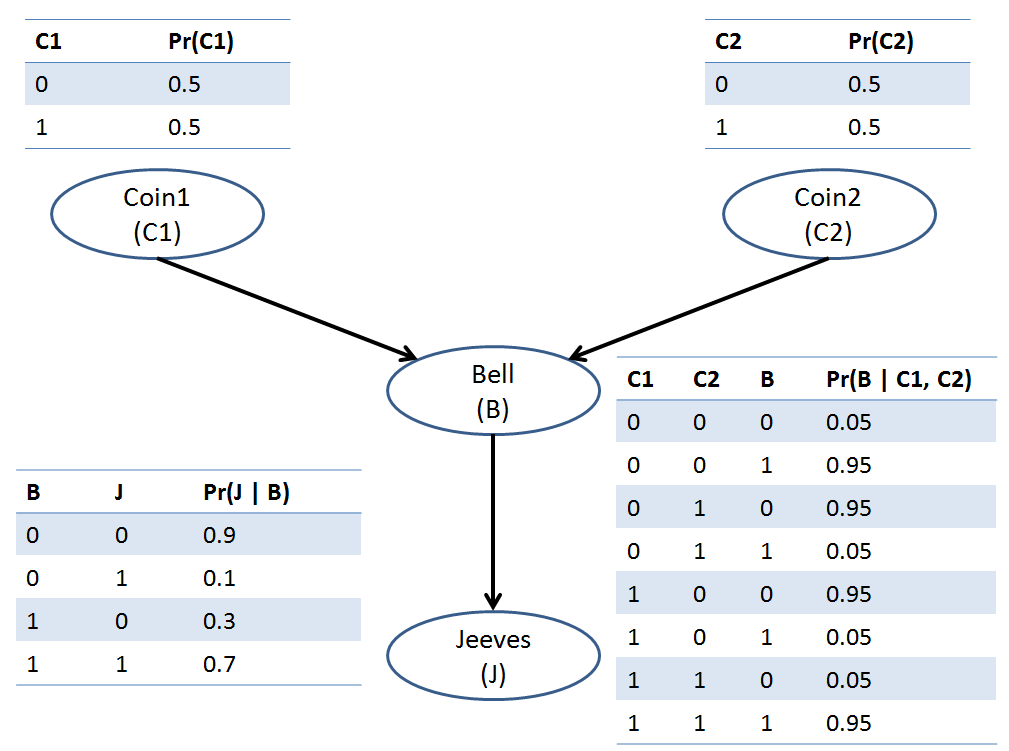 C1 Pr(C1)
0 0.5
1 0.5
Coin1
(C1)
C2 Pr(C2)
0 0.5
1 0.5
Coin2
(C2)
Bell
(B)
C1 C2 B Pr(B | C1, C2)
0 0 0 0.05
0 0 1 0.95
0 1 0 0.95
0 1 1 0.05
1 0 0 0.95
1 0 1 0.05
1 1 0 0.05
1 1 1 0.95
B J Pr(J | B)
0 0 0.9
0 1 0.1
1 0 0.3
1 1 0.7
Jeeves
(J)